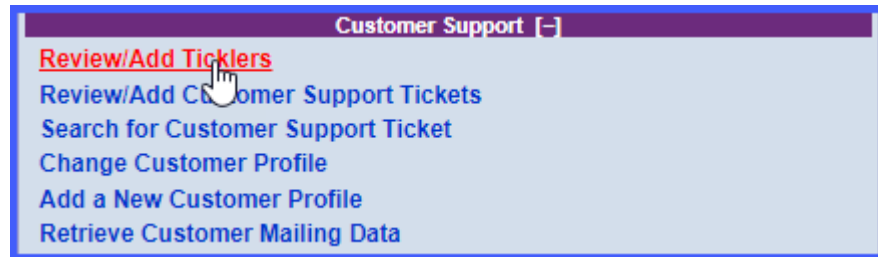 Customer Support [–]
Review/Add Ticklers
Review/Add Customer Support Tickets
Search for Customer Support Ticket
Change Customer Profile
Add a New Customer Profile
Retrieve Customer Mailing Data